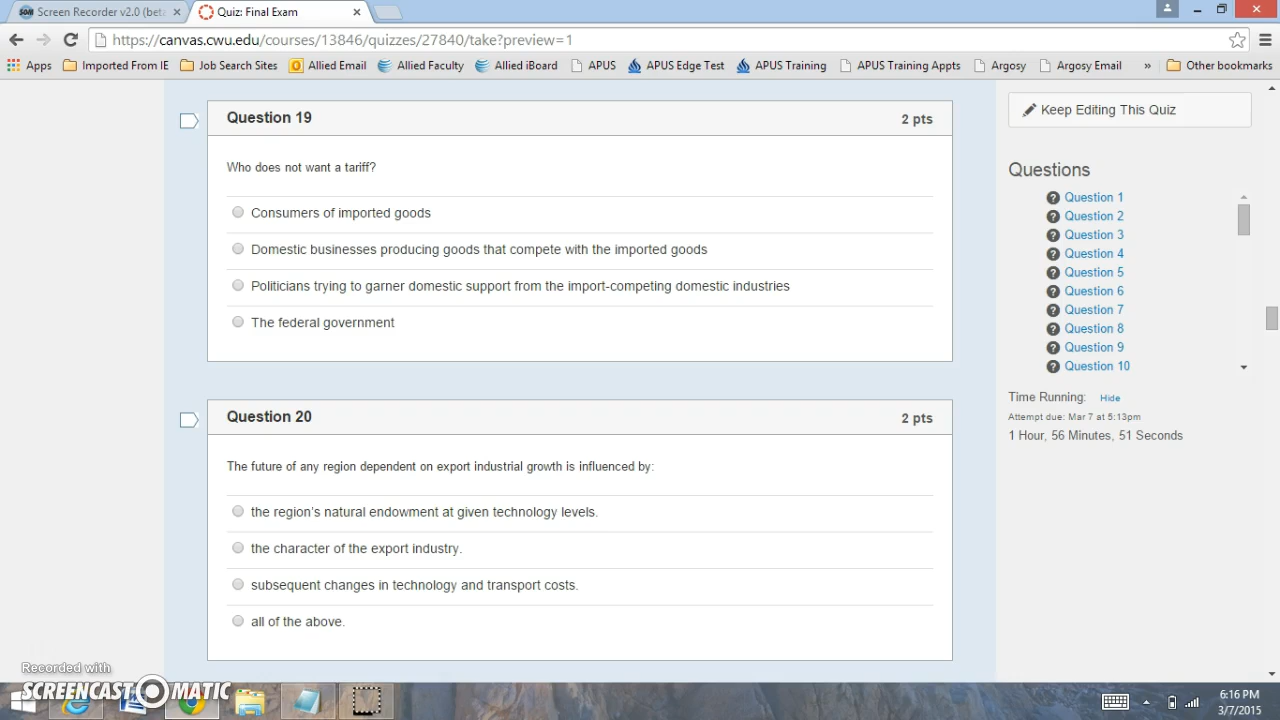 Screen Recorder v2.0 (beta
Quiz: Final Exam
https://canvas.cwu.edu/courses/13846/quizzes/27840/take?preview=1
Apps
Imported From IE
Job Search Sites
Allied Email
Allied Faculty
Allied iBoard
APUS
APUS Edge Test
APUS Training
APUS Training Appts
Argosy
Argosy Email
»
Other bookmarks
Question 19
2 pts
Who does not want a tariff?
Consumers of imported goods
Domestic businesses producing goods that compete with the imported goods
Politicians trying to garner domestic support from the import-competing domestic industries
The federal government
Question 20
2 pts
The future of any region dependent on export industrial growth is influenced by:
the region's natural endowment at given technology levels.
the character of the export industry.
subsequent changes in technology and transport costs.
all of the above.
Keep Editing This Quiz
Questions
Question 1
Question 2
Question 3
Question 4
Question 5
Question 6
Question 7
Question 8
Question 9
Question 10
Time Running: Hide
Attempt due: Mar 7 at 5:13pm
1 Hour, 56 Minutes, 51 Seconds
Recorded with
SCREENCAST-O-MATIC
6:16 PM
3/7/2015